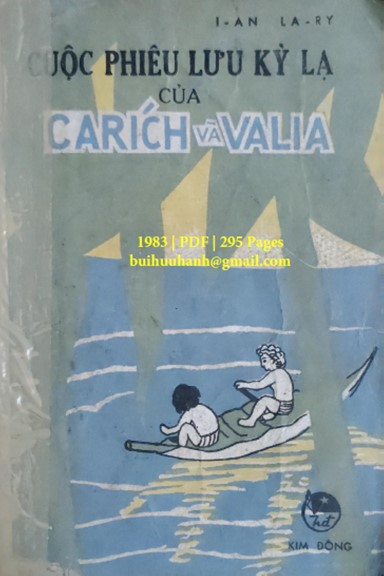 I-AN LA-RY
CUỘC PHIÊU LƯU KỲ LẠ
CỦA
CARÍCH VÀ VALIA
1983 | PDF | 295 Pages
buihuuhanh@gmail.com
kđ
KIM ĐỒNG